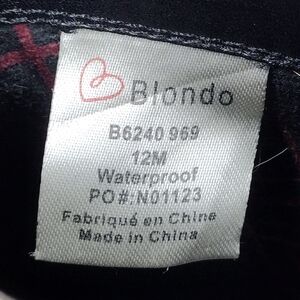 Blondo
B6240 969
12M
Waterproof
PO#:N01123
Fabriqué en Chine
Made in China